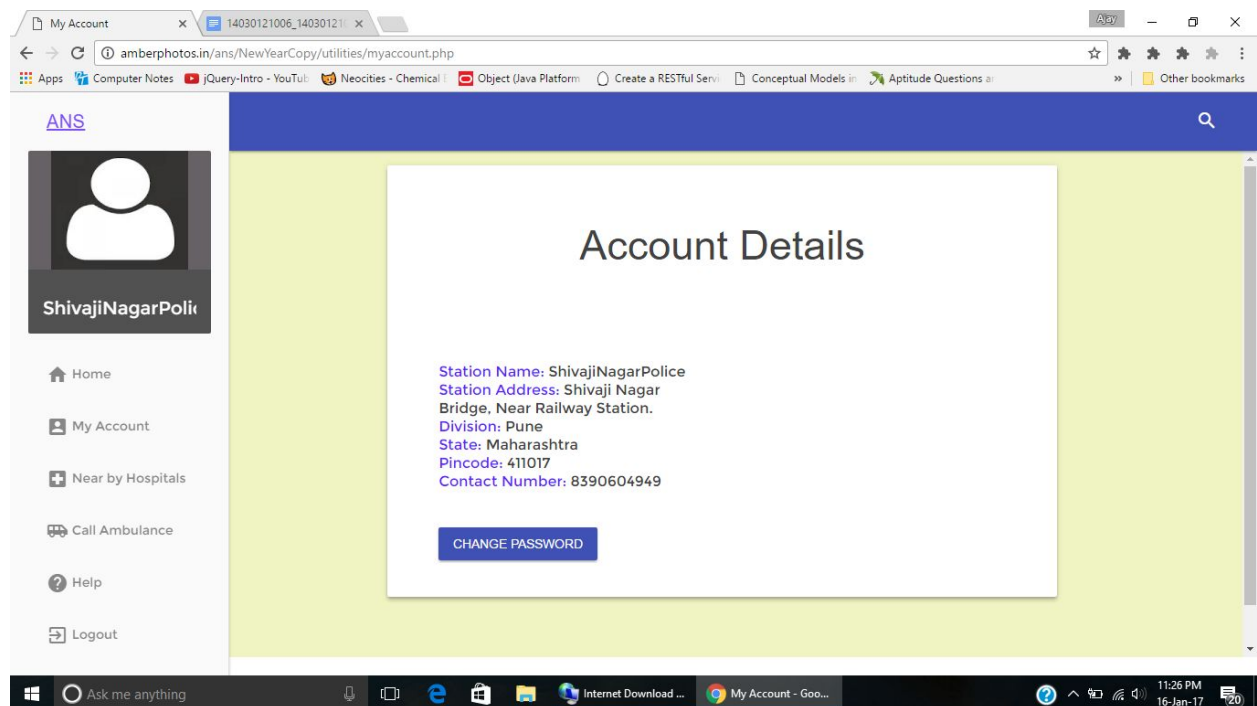 My Account
14030121006_1403012
Ajay
amberphotos.in/ans/NewYearCopy/utilities/myaccount.php
Apps Computer Notes jQuery-Intro - YouTub Neocities - Chemical Object (Java Platform Create a RESTful Servi Conceptual Models in Aptitude Questions an » Other bookmarks
ANS
ShivajiNagarPolic
Home
My Account
Near by Hospitals
Call Ambulance
Help
Logout
Account Details
Station Name: ShivajiNagarPolice
Station Address: Shivaji Nagar
Bridge, Near Railway Station.
Division: Pune
State: Maharashtra
Pincode: 411017
Contact Number: 8390604949
CHANGE PASSWORD
Ask me anything
Internet Download ...
My Account - Goo...
11:26 PM
16-Jan-17
20